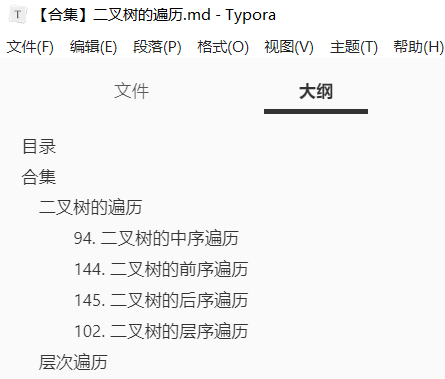 T 【合集】二叉树的遍历.md - Typora
文件(F) 编辑(E) 段落(P) 格式(O) 视图(V) 主题(T) 帮助(H)
文件 大纲
目录
合集
二叉树的遍历
94. 二叉树的中序遍历
144. 二叉树的前序遍历
145. 二叉树的后序遍历
102. 二叉树的层序遍历
层次遍历